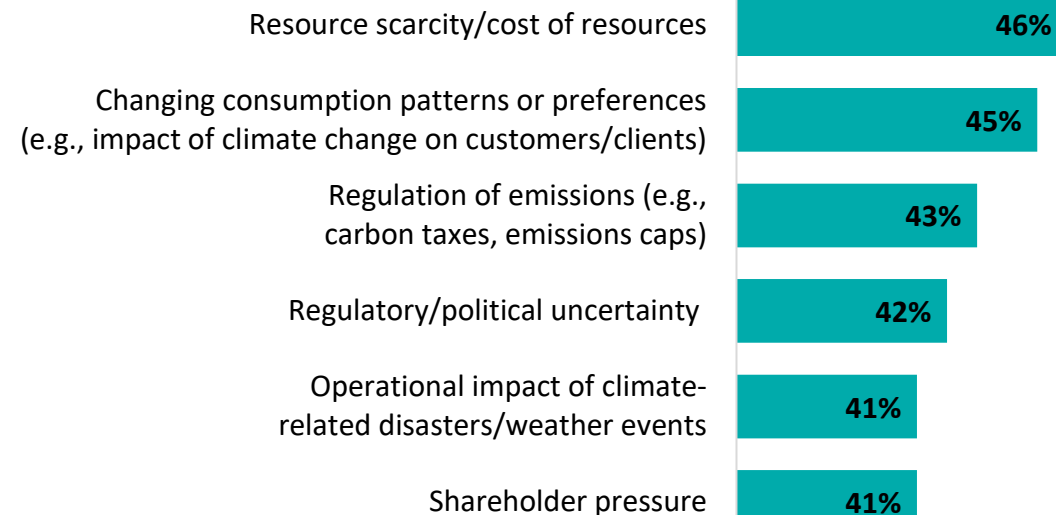 Resource scarcity/cost of resources
46%
Changing consumption patterns or preferences
(e.g., impact of climate change on customers/clients)
45%
Regulation of emissions (e.g.,
carbon taxes, emissions caps)
43%
Regulatory/political uncertainty
42%
Operational impact of climate-
related disasters/weather events
41%
Shareholder pressure
41%